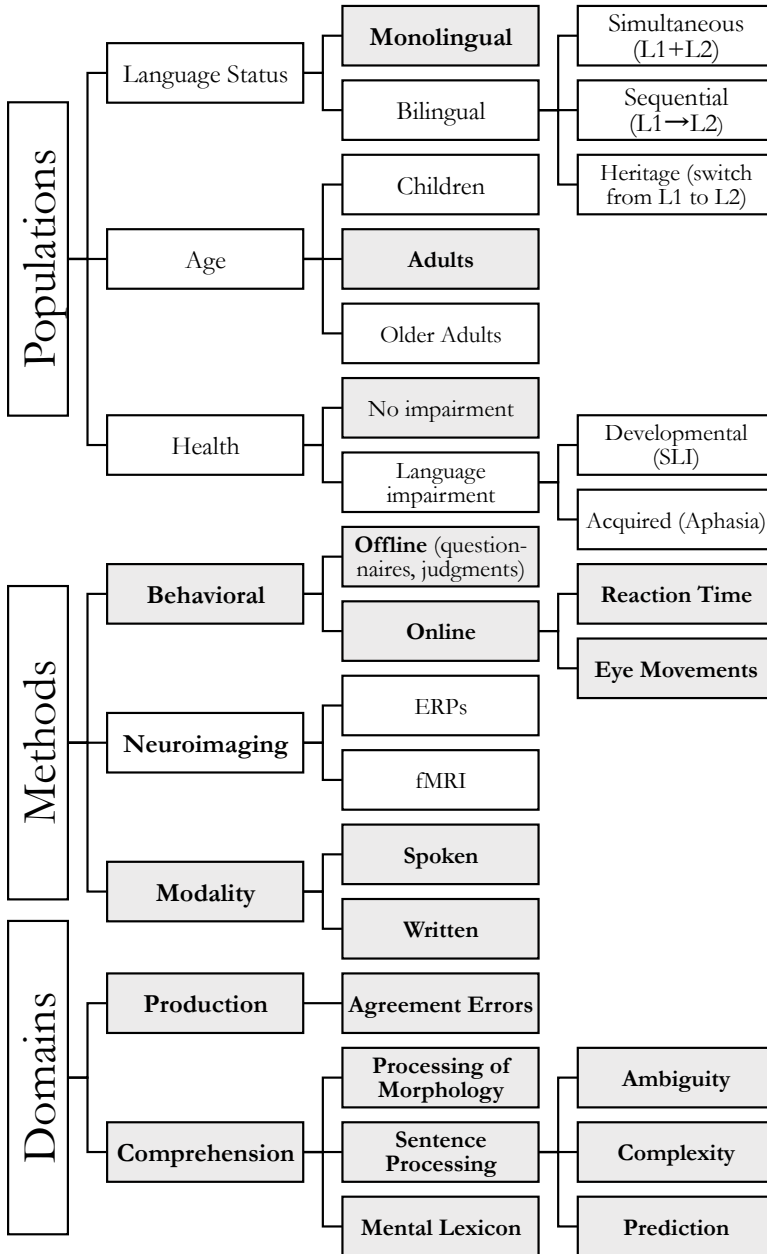 Populations
Language Status
Monolingual
Bilingual
Simultaneous
(L1+L2)
Sequential
(L1→L2)
Heritage (switch
from L1 to L2)
Age
Children
Adults
Older Adults
Health
No impairment
Language
impairment
Developmental
(SLI)
Acquired (Aphasia)
Methods
Behavioral
Offline (question-
naires, judgments)
Online
Reaction Time
Eye Movements
Neuroimaging
ERPs
fMRI
Modality
Spoken
Written
Domains
Production
Agreement Errors
Comprehension
Processing of
Morphology
Sentence
Processing
Mental Lexicon
Ambiguity
Complexity
Prediction